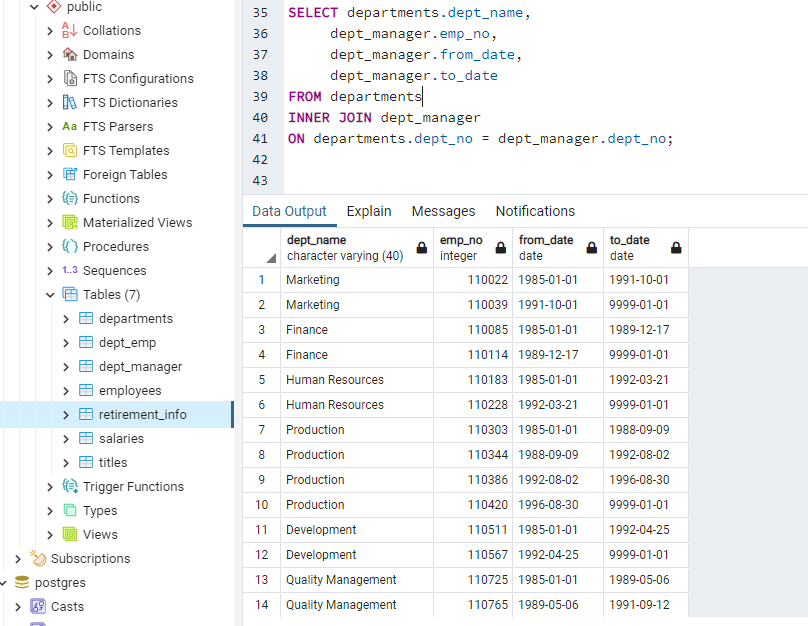 public
Collations
Domains
FTS Configurations
FTS Dictionaries
Aa FTS Parsers
FTS Templates
Foreign Tables
Functions
Materialized Views
Procedures
1..3 Sequences
Tables (7)
departments
dept_emp
dept_manager
employees
retirement_info
salaries
titles
Trigger Functions
Types
Views
Subscriptions
postgres
Casts
35 SELECT departments.dept_name,
36 dept_manager.emp_no,
37 dept_manager.from_date,
38 dept_manager.to_date
39 FROM departments
40 INNER JOIN dept_manager
41 ON departments.dept_no = dept_manager.dept_no;
42
43
Data Output Explain Messages Notifications
dept_name emp_no from_date to_date
character varying (40) integer date date
1 Marketing 110022 1985-01-01 1991-10-01
2 Marketing 110039 1991-10-01 9999-01-01
3 Finance 110085 1985-01-01 1989-12-17
4 Finance 110114 1989-12-17 9999-01-01
5 Human Resources 110183 1985-01-01 1992-03-21
6 Human Resources 110228 1992-03-21 9999-01-01
7 Production 110303 1985-01-01 1988-09-09
8 Production 110344 1988-09-09 1992-08-02
9 Production 110386 1992-08-02 1996-08-30
10 Production 110420 1996-08-30 9999-01-01
11 Development 110511 1985-01-01 1992-04-25
12 Development 110567 1992-04-25 9999-01-01
13 Quality Management 110725 1985-01-01 1989-05-06
14 Quality Management 110765 1989-05-06 1991-09-12